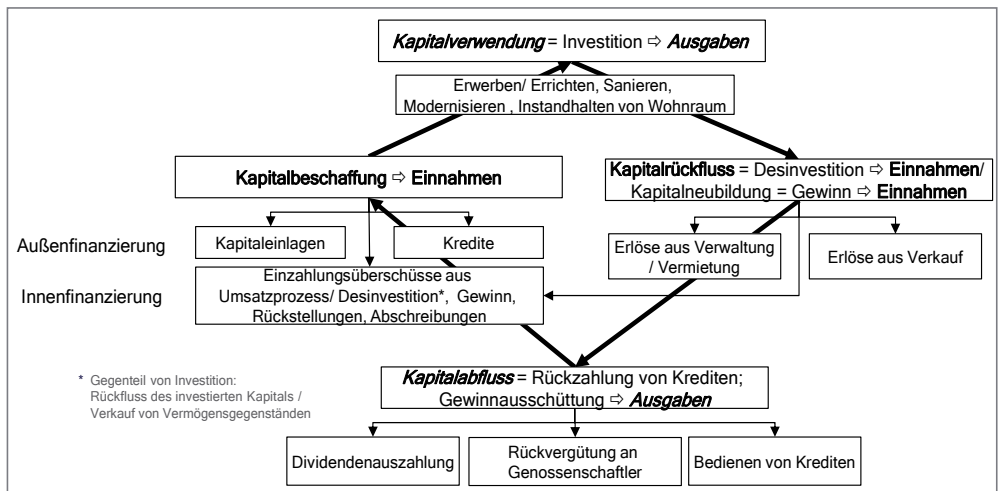 Kapitalverwendung = Investition ⇨ Ausgaben
Erwerben/ Errichten, Sanieren,
Modernisieren , Instandhalten von Wohnraum
Kapitalbeschaffung ⇨ Einnahmen
Kapitalrückfluss = Desinvestition ⇨ Einnahmen/
Kapitalneubildung = Gewinn ⇨ Einnahmen
Außenfinanzierung
Kapitaleinlagen
Kredite
Erlöse aus Verwaltung
/ Vermietung
Erlöse aus Verkauf
Innenfinanzierung
Einzahlungsüberschüsse aus
Umsatzprozess/ Desinvestition*, Gewinn,
Rückstellungen, Abschreibungen
* Gegenteil von Investition:
Rückfluss des investierten Kapitals /
Verkauf von Vermögensgegenständen
Kapitalabfluss = Rückzahlung von Krediten;
Gewinnausschüttung ⇨ Ausgaben
Dividendenauszahlung
Rückvergütung an
Genossenschaftler
Bedienen von Krediten